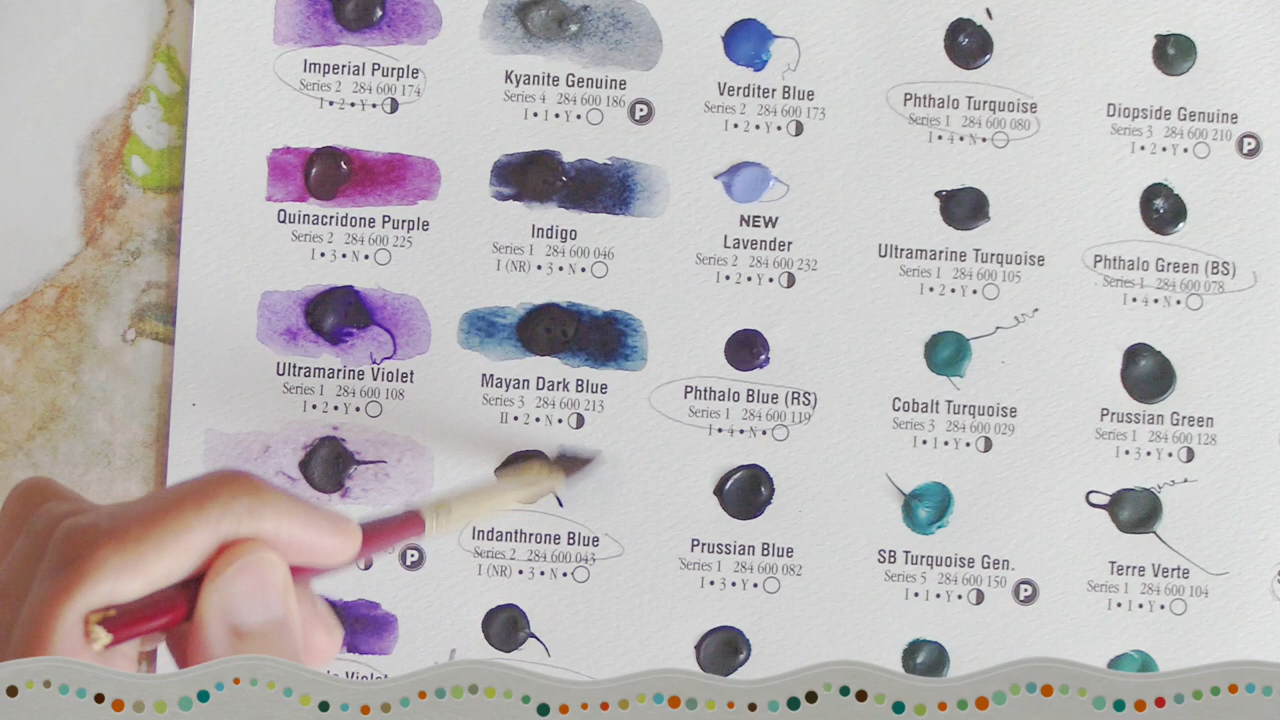 Imperial Purple
Series 2 284 600 174
I • 2 • Y •
Quinacridone Purple
Series 2 284 600 225
I • 3 • N •
Ultramarine Violet
Series 1 284 600 108
I • 2 • Y •
P
Violet
Kyanite Genuine
Series 4 284 600 186
I • 1 • Y •
P
Indigo
Series 1 284 600 046
I (NR) • 3 • N •
Mayan Dark Blue
Series 3 284 600 213
II • 2 • N •
Indanthrone Blue
Series 2 284 600 043
I (NR) • 3 • N •
Verditer Blue
Series 2 284 600 173
I • 2 • Y •
NEW
Lavender
Series 2 284 600 232
I • 2 • Y •
Phthalo Blue (RS)
Series 1 284 600 119
I • 4 • N •
Prussian Blue
Series 1 284 600 082
I • 3 • Y •
Phthalo Turquoise
Series 1 284 600 080
I • 4 • N •
Ultramarine Turquoise
Series 1 284 600 105
I • 2 • Y •
Cobalt Turquoise
Series 3 284 600 029
I • 1 • Y •
SB Turquoise Gen.
Series 5 284 600 150
I • 1 • Y •
P
Diopside Genuine
Series 3 284 600 210
I • 2 • Y •
P
Phthalo Green (BS)
Series 1 284 600 078
I • 4 • N •
Prussian Green
Series 1 284 600 128
I • 3 • Y •
Terre Verte
Series 1 284 600 104
I • 1 • Y •